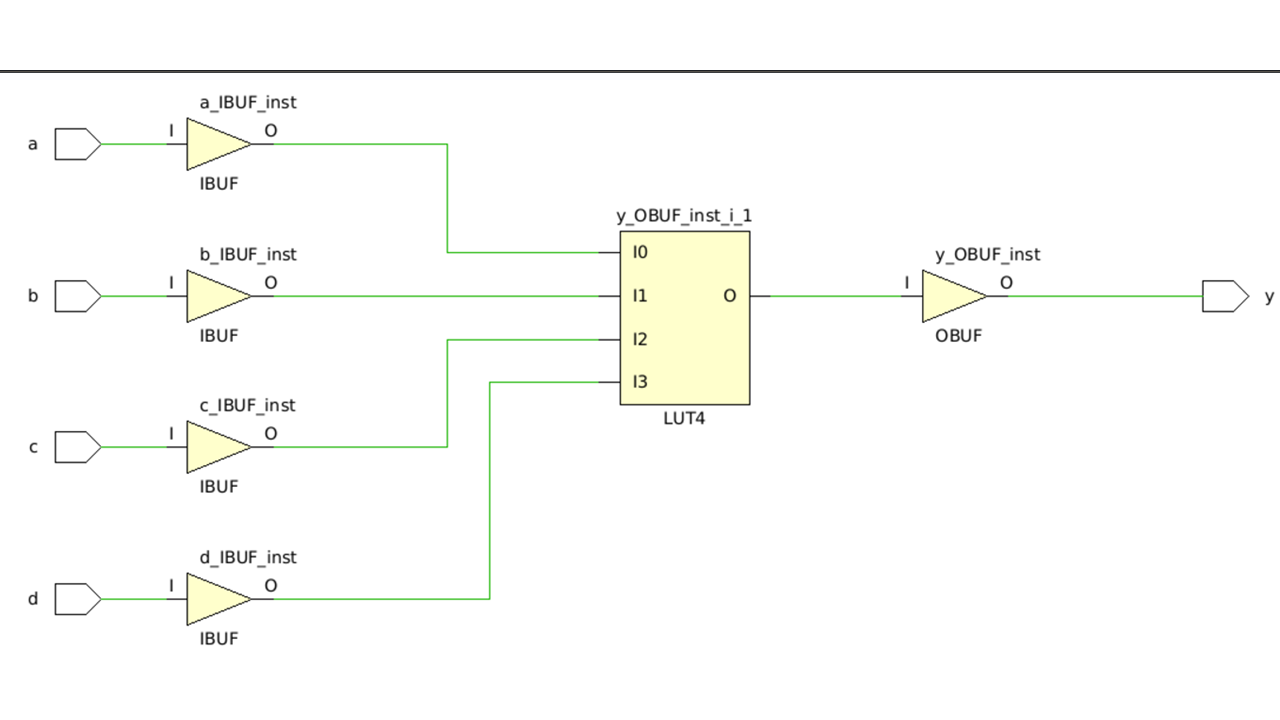 a_IBUF_inst
a
I
O
IBUF
y_OBUF_inst_i_1
b_IBUF_inst
b
I
O
IBUF
I0
I1
I2
I3
O
LUT4
y_OBUF_inst
I
O
OBUF
y
c_IBUF_inst
c
I
O
IBUF
d_IBUF_inst
d
I
O
IBUF